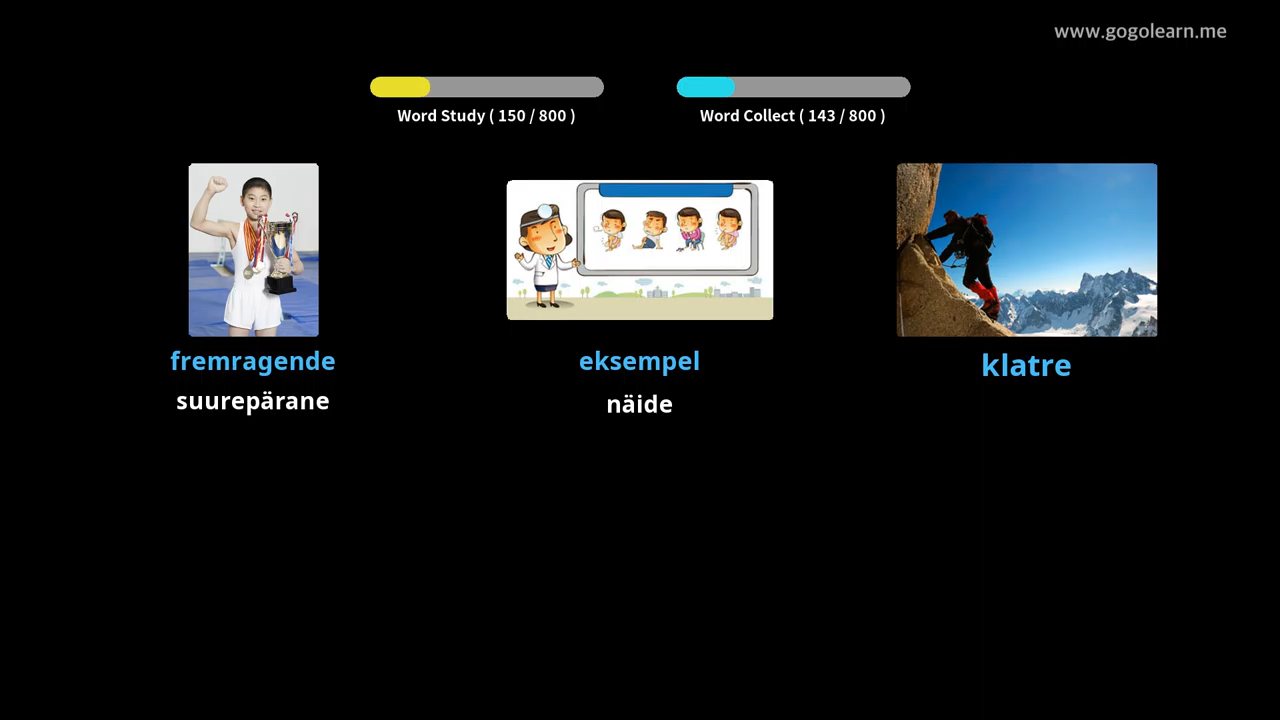 www.gogolearn.me
Word Study ( 150 / 800 )
Word Collect ( 143 / 800 )
fremragende
suurepärane
eksempel
näide
klatre